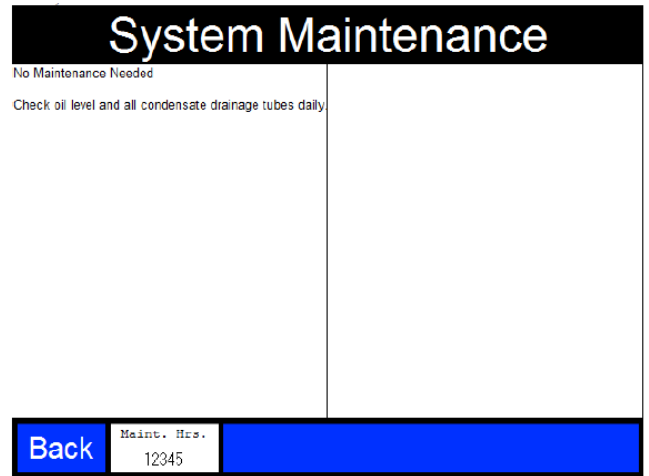 System Maintenance
No Maintenance Needed
Check oil level and all condensate drainage tubes daily.
Back
Maint. Hrs.
12345